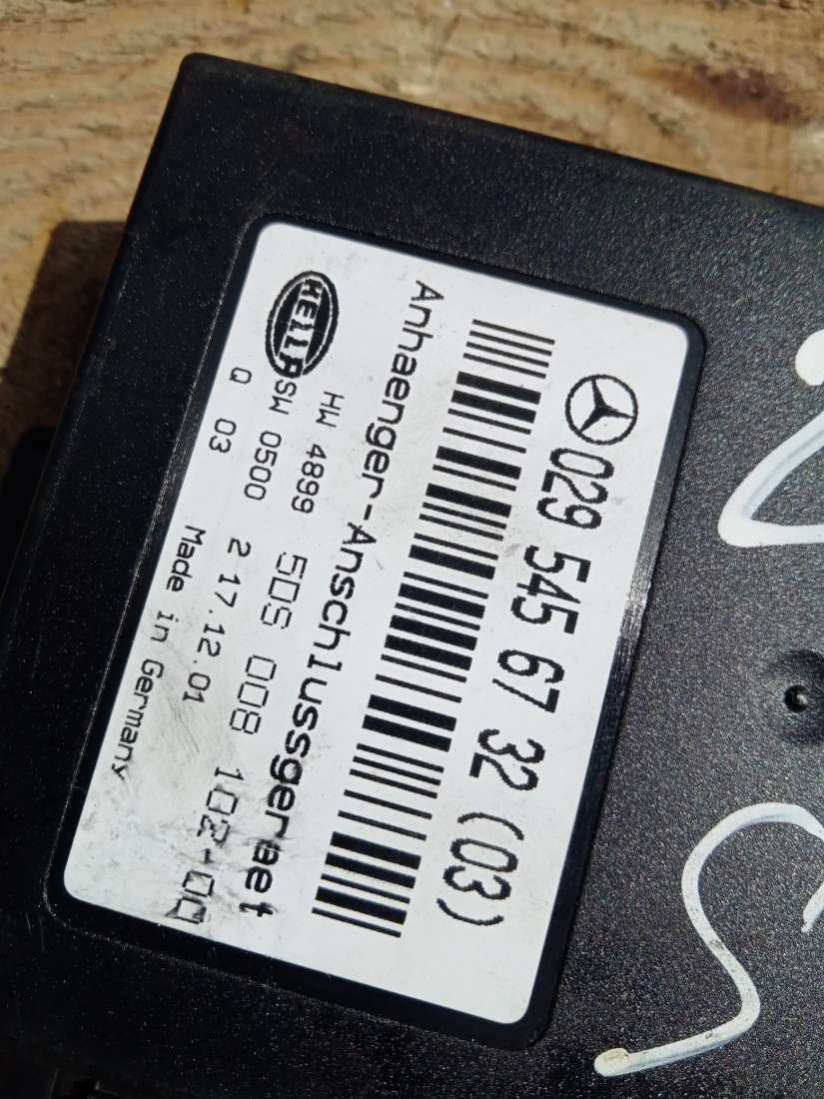 029 545 67 32 (03)
Anhaenger-Anschlussgeraet
HELLA
HW 4899 5DS 008 102-00
SW 0500 2 17.12.01
Q 03 Made in Germany